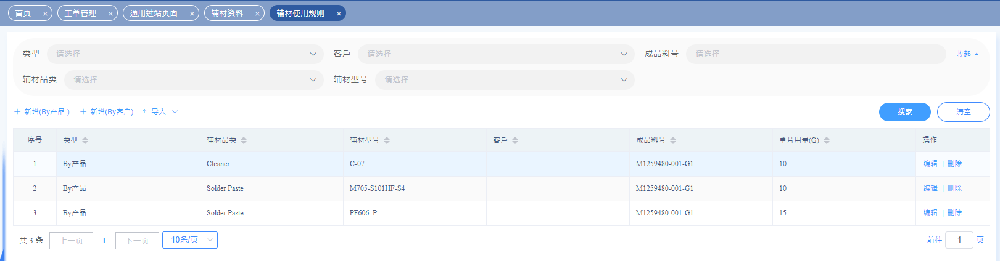 首页 × 工单管理 × 通用过站页面 × 辅材资料 × 辅材使用规则 ×
类型 请选择 客戶 请选择 成品料号 请选择 收起
辅材品类 请选择 辅材型号 请选择
+ 新增(By产品 ) + 新增(By客户) 导入 搜索 清空
序号 类型 辅材品类 辅材型号 客戶 成品料号 单片用量(G) 操作
1 By产品 Cleaner C-07 M1259480-001-G1 10 编辑 | 删除
2 By产品 Solder Paste M705-S101HF-S4 M1259480-001-G1 10 编辑 | 删除
3 By产品 Solder Paste PF606_P M1259480-001-G1 15 编辑 | 删除
共 3 条 上一页 1 下一页 10条/页 前往 1 页